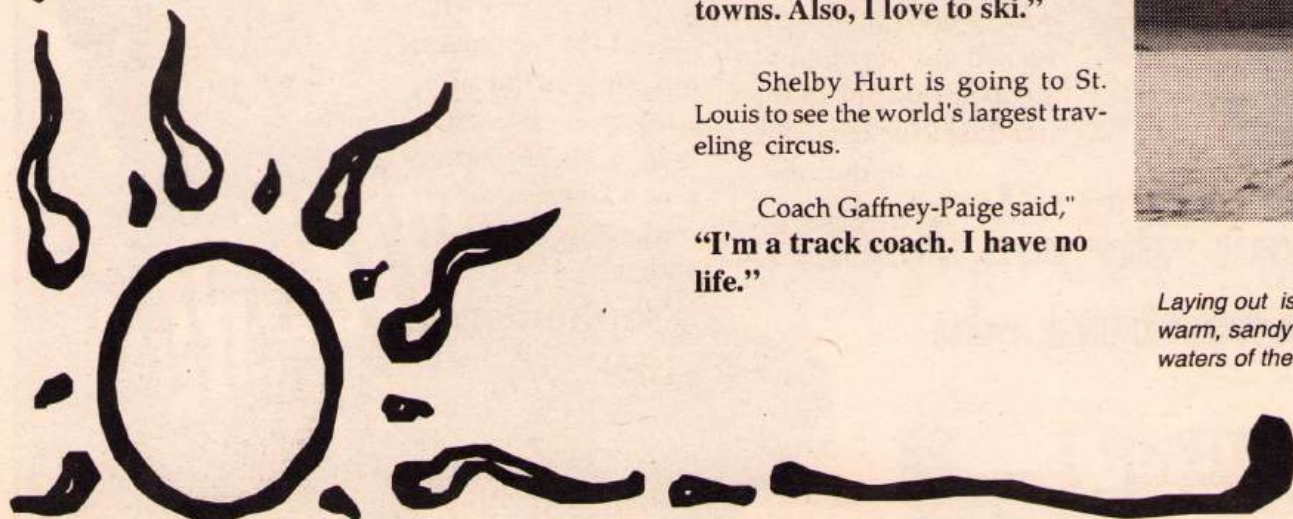 towns. Also, I love to ski.”
Shelby Hurt is going to St.
Louis to see the world's largest trav-
eling circus.
Coach Gaffney-Paige said,"
“I'm a track coach. I have no
life.”
Laying out is
warm, sandy
waters of the